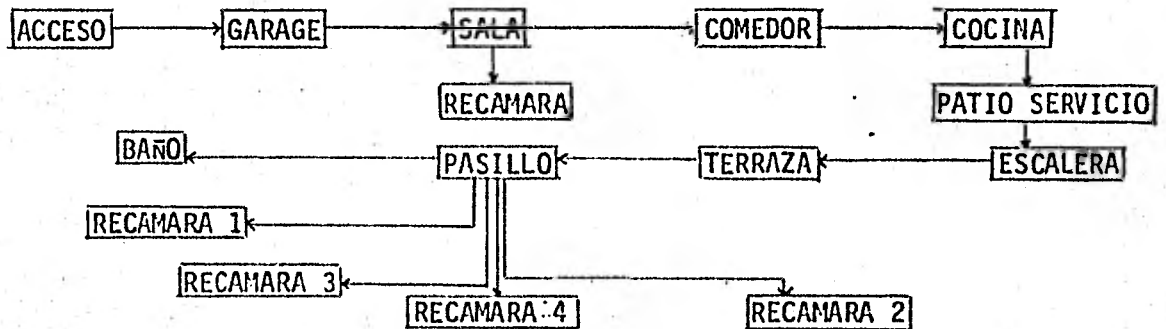 ACCESO GARAGE SALA COMEDOR COCINA
RECAMARA PATIO SERVICIO
BAÑO PASILLO TERRAZA ESCALERA
RECAMARA 1
RECAMARA 3
RECAMARA 4 RECAMARA 2